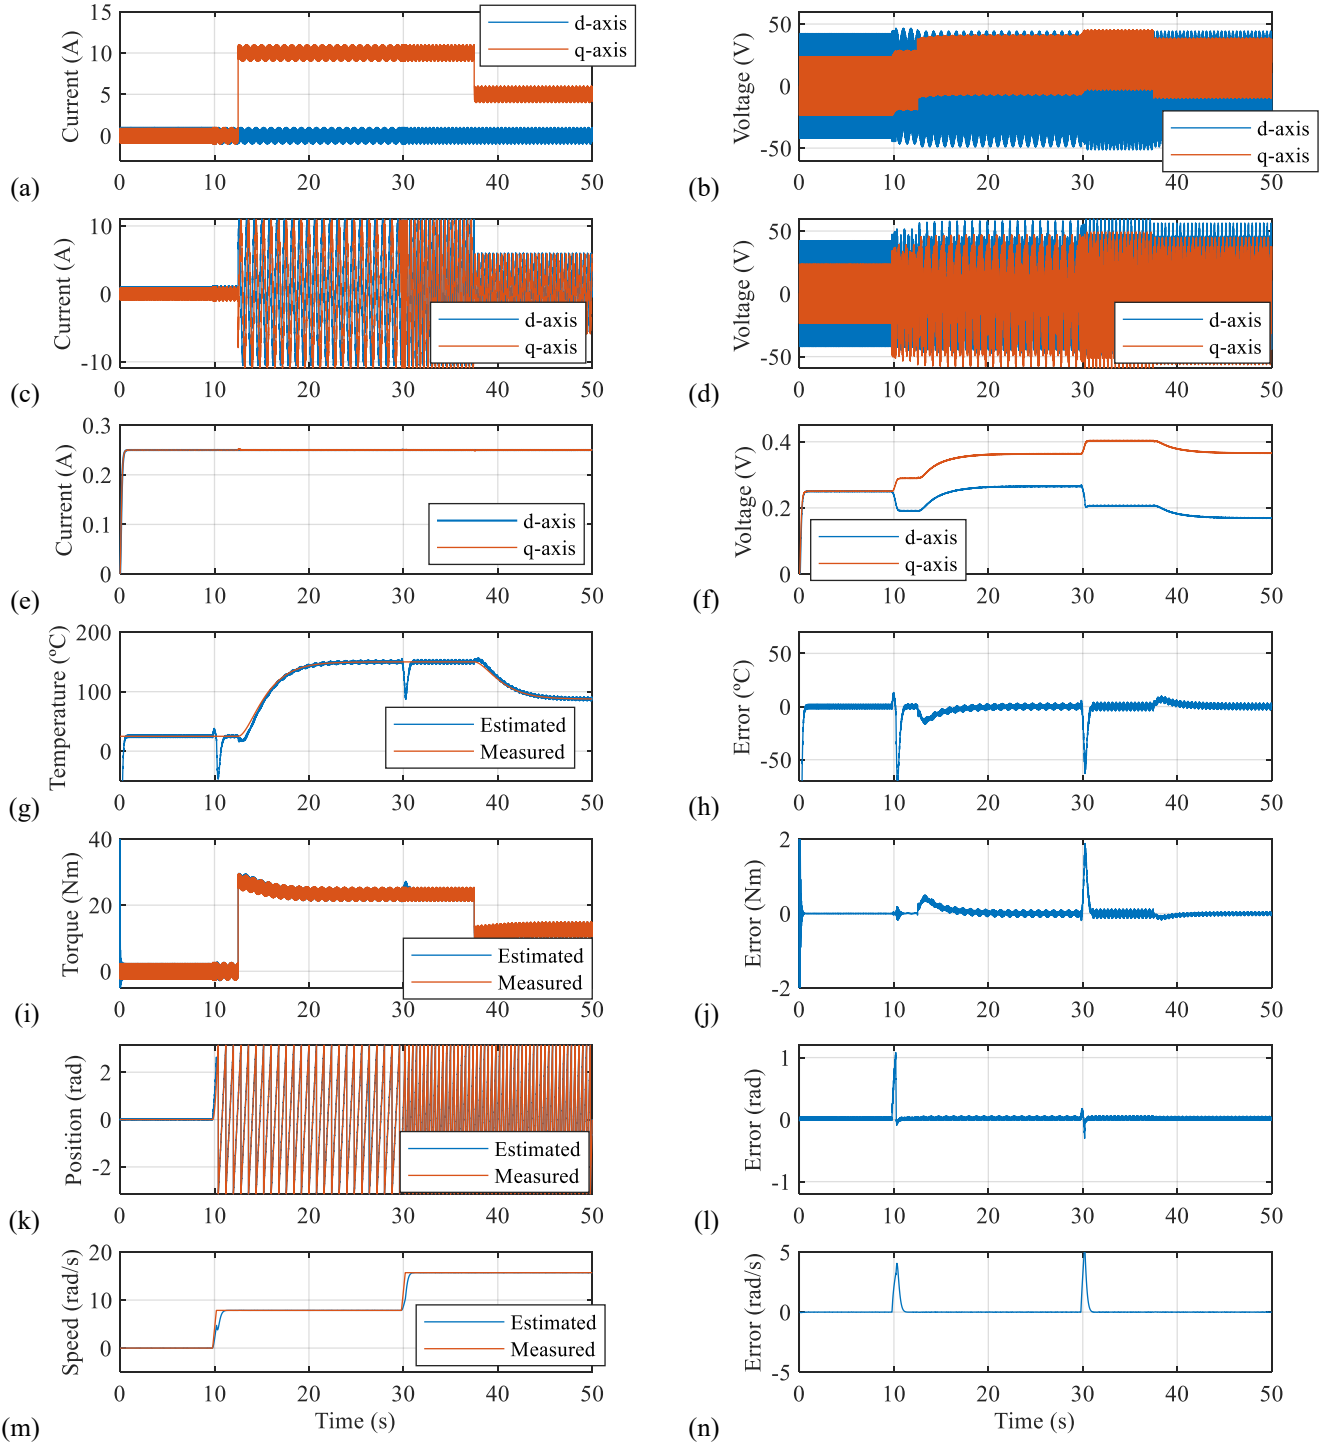 15
10
5
0
Current (A)
d-axis
q-axis
0 10 20 30 40 50
(a)
50
0
-50
Voltage (V)
d-axis
q-axis
0 10 20 30 40 50
(b)
10
0
-10
Current (A)
d-axis
q-axis
0 10 20 30 40 50
(c)
50
0
-50
Voltage (V)
d-axis
q-axis
0 10 20 30 40 50
(d)
0.3
0.2
0.1
0
Current (A)
d-axis
q-axis
0 10 20 30 40 50
(e)
0.4
0.2
0
Voltage (V)
d-axis
q-axis
0 10 20 30 40 50
(f)
200
100
0
Temperature (ºC)
Estimated
Measured
0 10 20 30 40 50
(g)
50
0
-50
Error (ºC)
0 10 20 30 40 50
(h)
40
20
0
Torque (Nm)
Estimated
Measured
0 10 20 30 40 50
(i)
2
0
-2
Error (Nm)
0 10 20 30 40 50
(j)
2
0
-2
Position (rad)
Estimated
Measured
0 10 20 30 40 50
(k)
1
0
-1
Error (rad)
0 10 20 30 40 50
(l)
20
10
0
Speed (rad/s)
Estimated
Measured
0 10 20 30 40 50
Time (s)
(m)
5
0
-5
Error (rad/s)
0 10 20 30 40 50
Time (s)
(n)